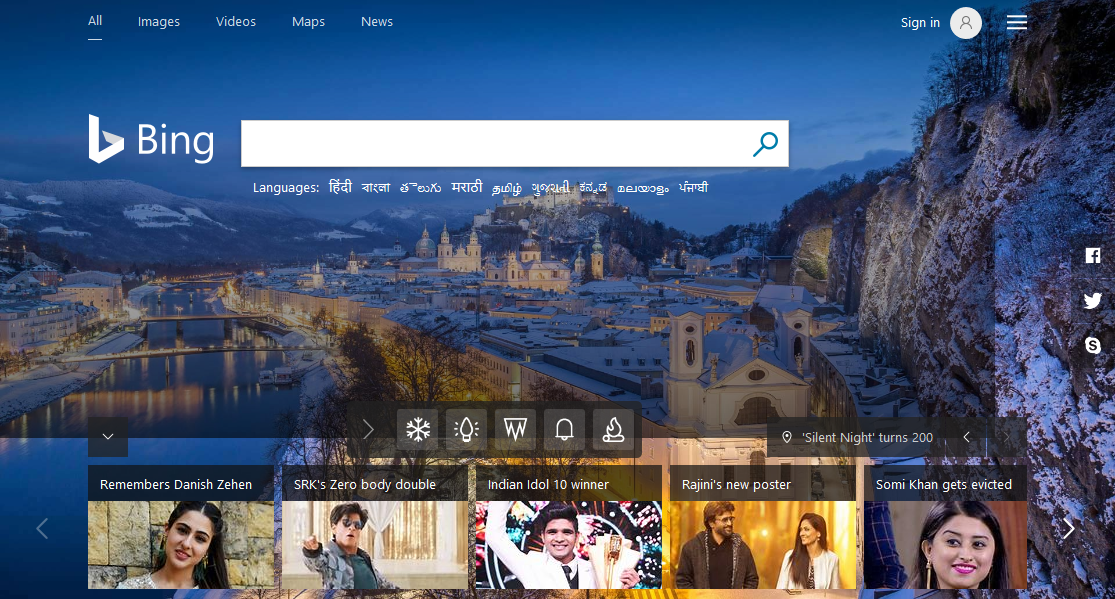 All Images Videos Maps News Sign in
Bing
Languages: हिंदी বাংলা తెలుగు मराठी தமிழ் ગુજરાતી ಕನ್ನಡ മലയാളം ਪੰਜਾਬੀ
'Silent Night' turns 200
Remembers Danish Zehen SRK's Zero body double Indian Idol 10 winner Rajini's new poster Somi Khan gets evicted